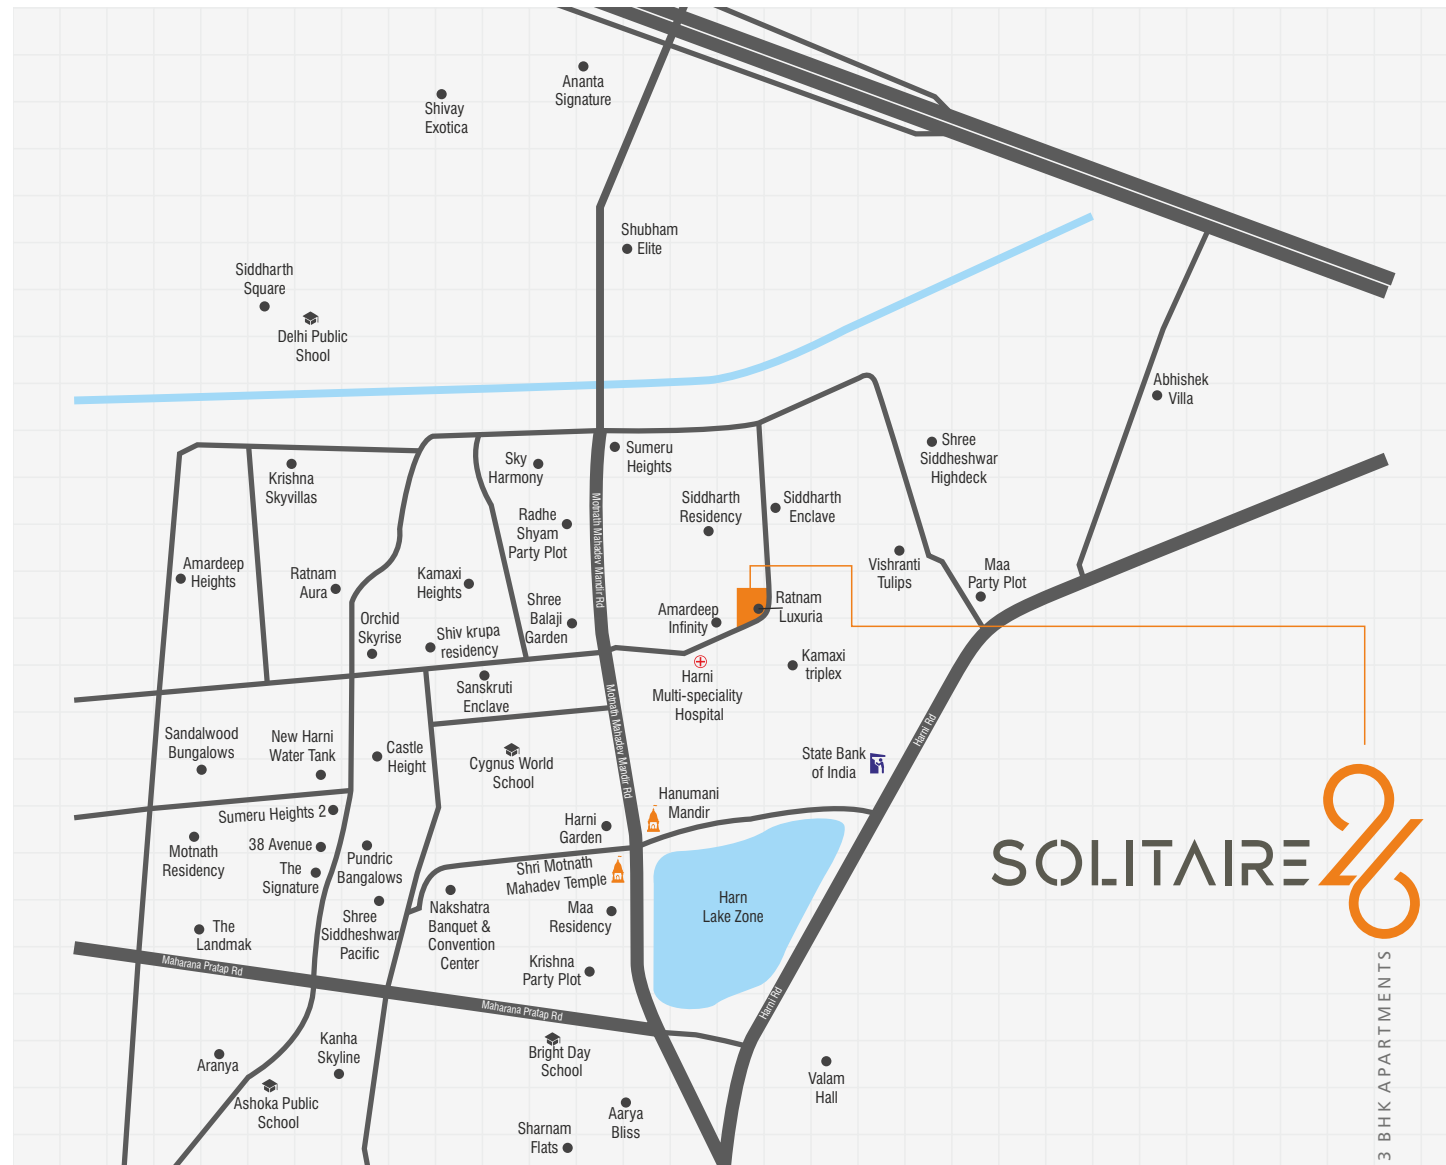 Ananta
Signature
Shivay
Exotica
Shubham
Elite
Siddharth
Square
Delhi Public
Shool
Abhishek
Villa
Shree
Siddheshwar
Highdeck
Sumeru
Heights
Sky
Harmony
Krishna
Skyvillas
Siddharth
Residency
Siddharth
Enclave
Radhe
Shyam
Party Plot
Motnath Mahadev Mandir Rd
Amardeep
Heights
Ratnam
Aura
Kamaxi
Heights
Vishranti
Tulips
Maa
Party Plot
Shree
Balaji
Garden
Orchid
Skyrise
Shiv krupa
residency
Amardeep
Infinity
Ratnam
Luxuria
Kamaxi
triplex
Harni
Multi-speciality
Hospital
Sanskruti
Enclave
Motnath Mahadev Mandir Rd
Harni Rd
Sandalwood
Bungalows
New Harni
Water Tank
Castle
Height
Cygnus World
School
State Bank
of India
Hanumani
Mandir
Sumeru Heights 2
Harni
Garden
38 Avenue
Motnath
Residency
The
Signature
Pundric
Bangalows
Shri Motnath
Mahadev Temple
SOLITAIRE 26
Harn
Lake Zone
Nakshatra
Banquet &
Convention
Center
Maa
Residency
Shree
Siddheshwar
Pacific
The
Landmak
Krishna
Party Plot
Maharana Pratap Rd
Maharana Pratap Rd
Harni Rd
3 BHK APARTMENTS
Kanha
Skyline
Aranya
Bright Day
School
Valam
Hall
Ashoka Public
School
Aarya
Bliss
Sharnam
Flats